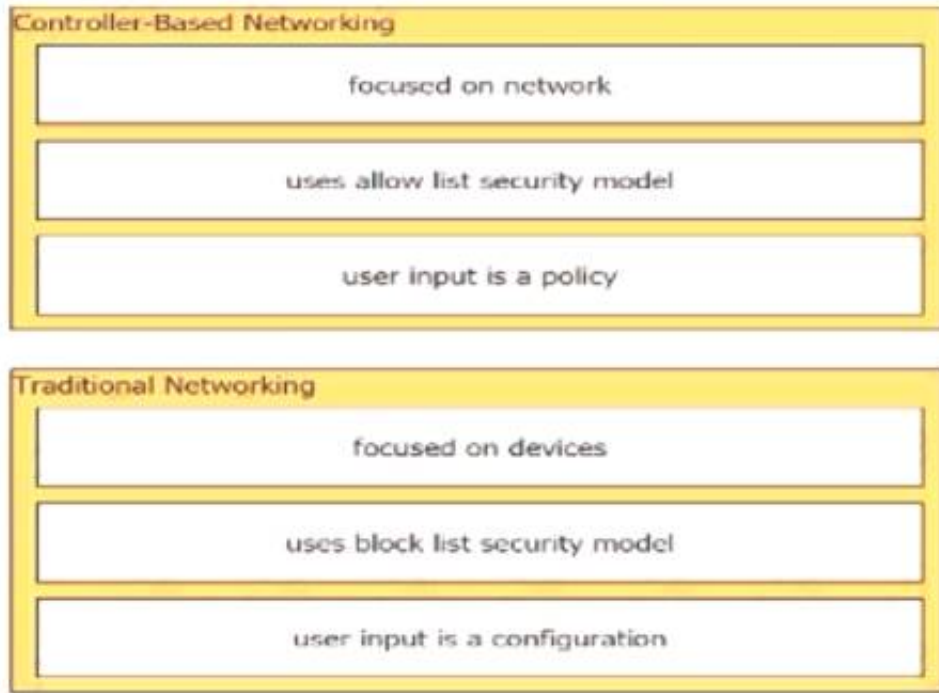 Controller-Based Networking
focused on network
uses allow list security model
user input is a policy
Traditional Networking
focused on devices
uses block list security model
user input is a configuration